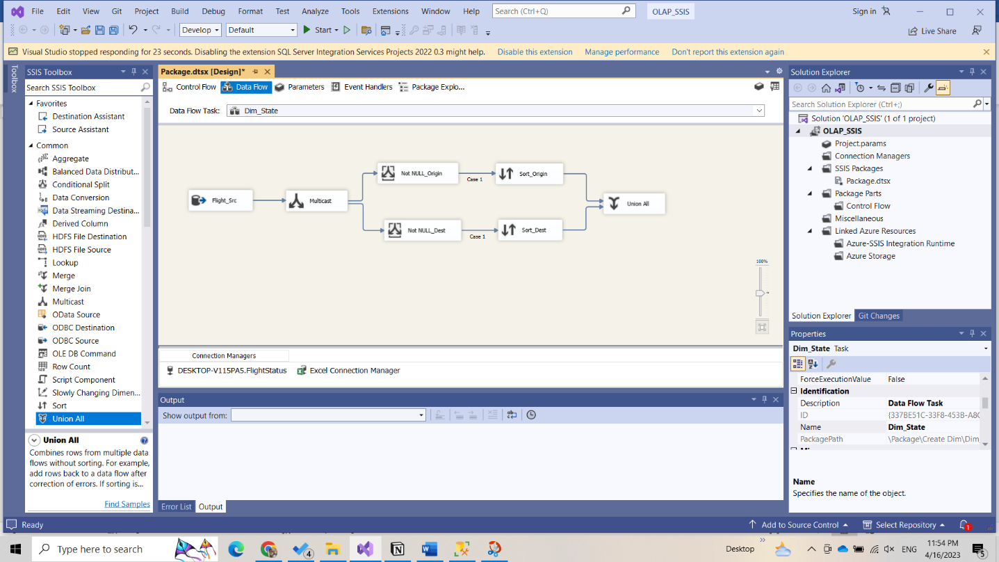 File Edit View Git Project Build Debug Format Test Analyze Tools Extensions Window Help Search (Ctrl+Q) OLAP_SSIS Sign in
Develop Default Start Live Share
Visual Studio stopped responding for 23 seconds. Disabling the extension SQL Server Integration Services Projects 2022 0.3 might help. Disable this extension Manage performance Don't report this extension again
Toolbox
SSIS Toolbox
Search SSIS Toolbox
Favorites
Destination Assistant
Source Assistant
Common
Aggregate
Balanced Data Distribut...
Conditional Split
Data Conversion
Data Streaming Destina...
Derived Column
HDFS File Destination
HDFS File Source
Lookup
Merge
Merge Join
Multicast
OData Source
ODBC Destination
ODBC Source
OLE DB Command
Row Count
Script Component
Slowly Changing Dimen...
Sort
Union All
Union All
Combines rows from multiple data
flows without sorting. For example,
add rows back to a data flow after
correction of errors. If sorting is...
Find Samples
Package.dtsx [Design]*
Control Flow Data Flow Parameters Event Handlers Package Explo...
Data Flow Task: Dim_State
Flight_Src
Multicast
Not NULL_Origin
Case 1
Sort_Origin
Not NULL_Dest
Case 1
Sort_Dest
Union All
100%
Connection Managers
DESKTOP-V115PA5.FlightStatus Excel Connection Manager
Output
Show output from:
Error List Output
Solution Explorer
Search Solution Explorer (Ctrl+;)
Solution 'OLAP_SSIS' (1 of 1 project)
OLAP_SSIS
Project.params
Connection Managers
SSIS Packages
Package.dtsx
Package Parts
Control Flow
Miscellaneous
Linked Azure Resources
Azure-SSIS Integration Runtime
Azure Storage
Solution Explorer Git Changes
Properties
Dim_State Task
ForceExecutionValue False
Identification
Description Data Flow Task
ID {337BE51C-33F8-453B-A8C
Name Dim_State
PackagePath \Package\Create Dim\Dim
Name
Specifies the name of the object.
Ready Add to Source Control Select Repository 1
Type here to search 4 Desktop ENG 11:54 PM
4/16/2023 5